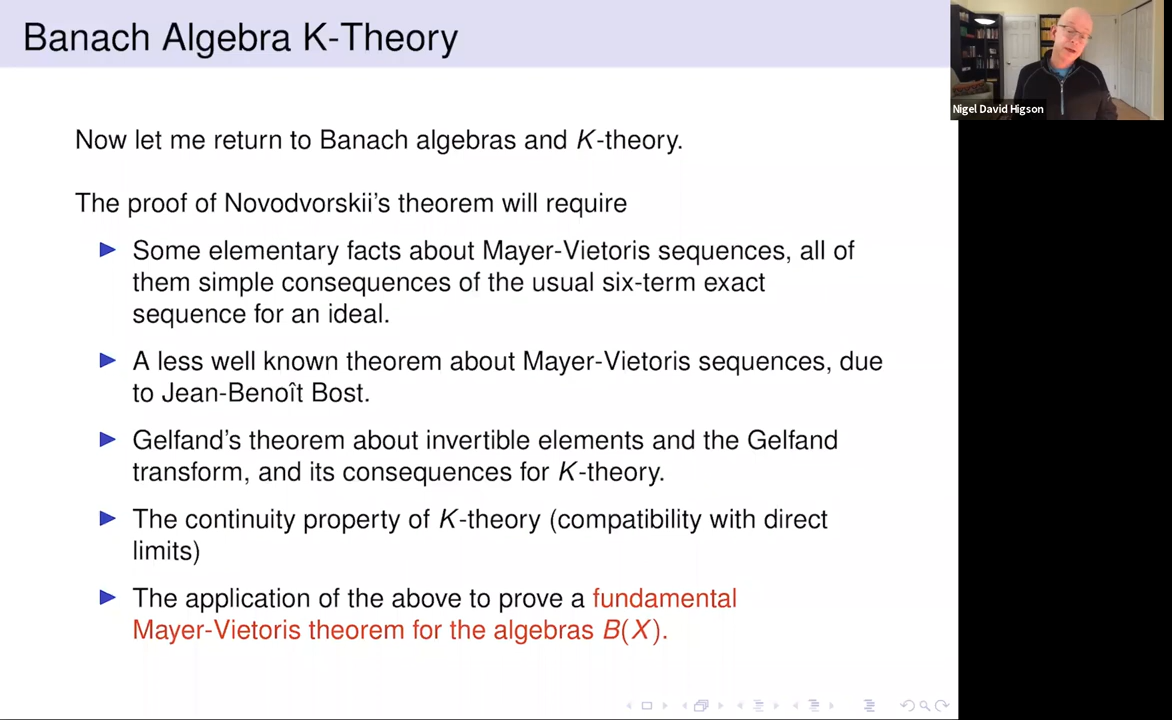 Banach Algebra K-Theory
Nigel David Higson
Now let me return to Banach algebras and K-theory.
The proof of Novodvorskii's theorem will require
Some elementary facts about Mayer-Vietoris sequences, all of
them simple consequences of the usual six-term exact
sequence for an ideal.
A less well known theorem about Mayer-Vietoris sequences, due
to Jean-Benoît Bost.
Gelfand's theorem about invertible elements and the Gelfand
transform, and its consequences for K-theory.
The continuity property of K-theory (compatibility with direct
limits)
The application of the above to prove a fundamental
Mayer-Vietoris theorem for the algebras B(X).